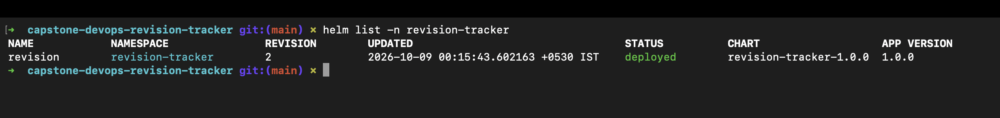 [➜  capstone-devops-revision-tracker git:(main) ✗ helm list -n revision-tracker
NAME            NAMESPACE               REVISION        UPDATED                                 STATUS          CHART                   APP VERSION
revision        revision-tracker        2               2026-10-09 00:15:43.602163 +0530 IST    deployed        revision-tracker-1.0.0  1.0.0
➜  capstone-devops-revision-tracker git:(main) ✗